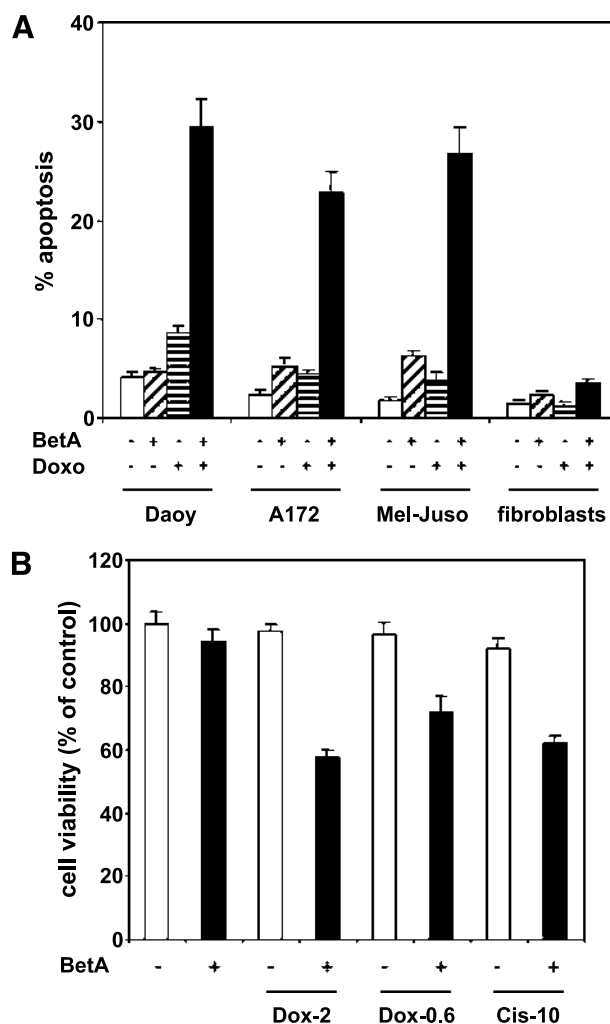 A
40
30
20
10
0
% apoptosis
BetA - + - + - + - + - + - + - + - +
Doxo - - + + - - + + - - + + - - + +
Daoy A172 Mel-Juso fibroblasts
B
120
100
80
60
40
20
0
cell viability (% of control)
BetA - + - + - + - +
Dox-2 Dox-0.6 Cis-10